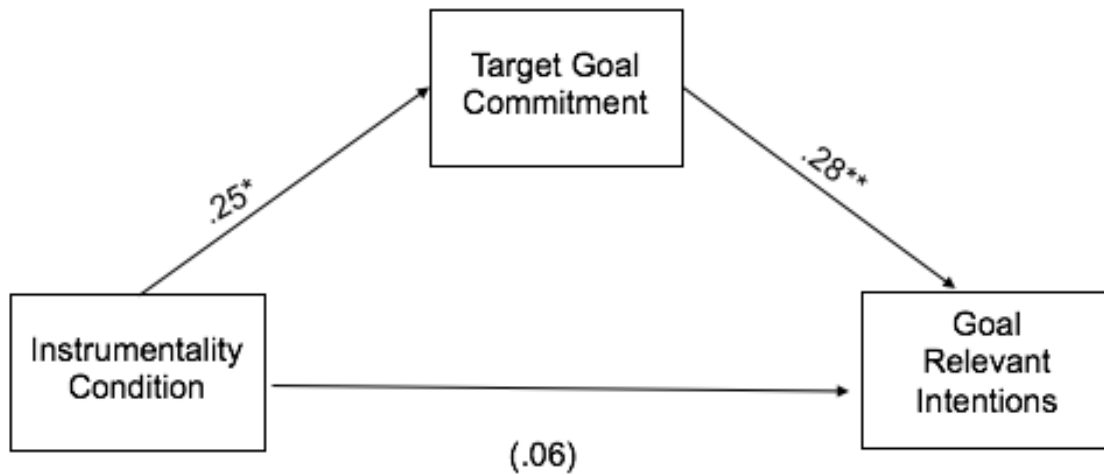 Target Goal
Commitment
.25*
.28**
Instrumentality
Condition
Goal
Relevant
Intentions
(.06)